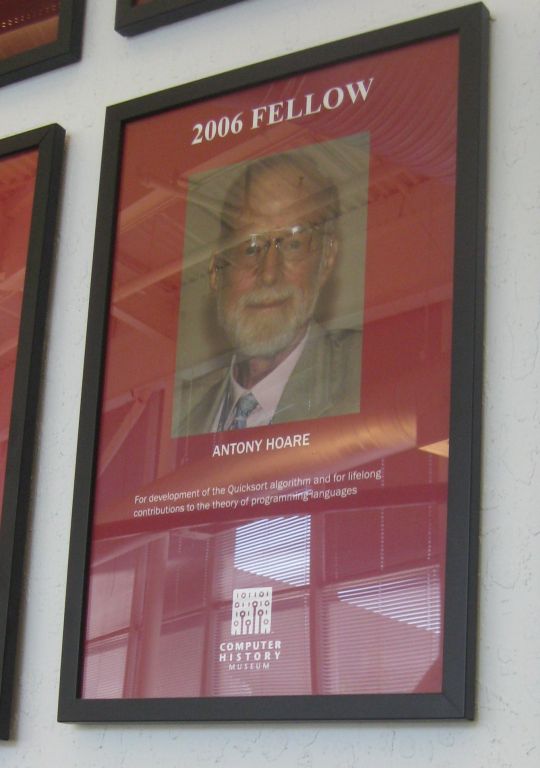 2006 FELLOW
ANTONY HOARE
For development of the Quicksort algorithm and for lifelong
contributions to the theory of programming languages
COMPUTER
HISTORY
MUSEUM